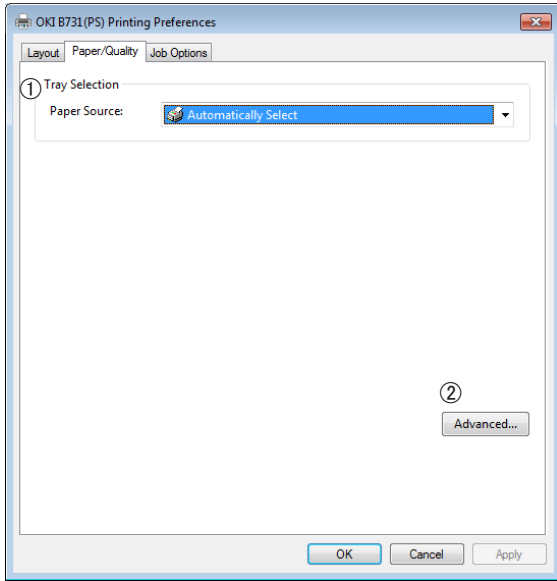 OKI B731(PS) Printing Preferences
Layout Paper/Quality Job Options
① Tray Selection
Paper Source: Automatically Select
②
Advanced...
OK Cancel Apply